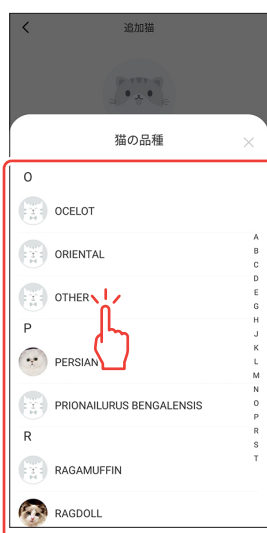 追加猫
猫の品種
O
OCELOT
ORIENTAL
OTHER
P
PERSIAN
PRIONAILURUS BENGALENSIS
R
RAGAMUFFIN
RAGDOLL
A
B
C
D
E
G
H
J
K
L
M
N
O
P
R
S
T